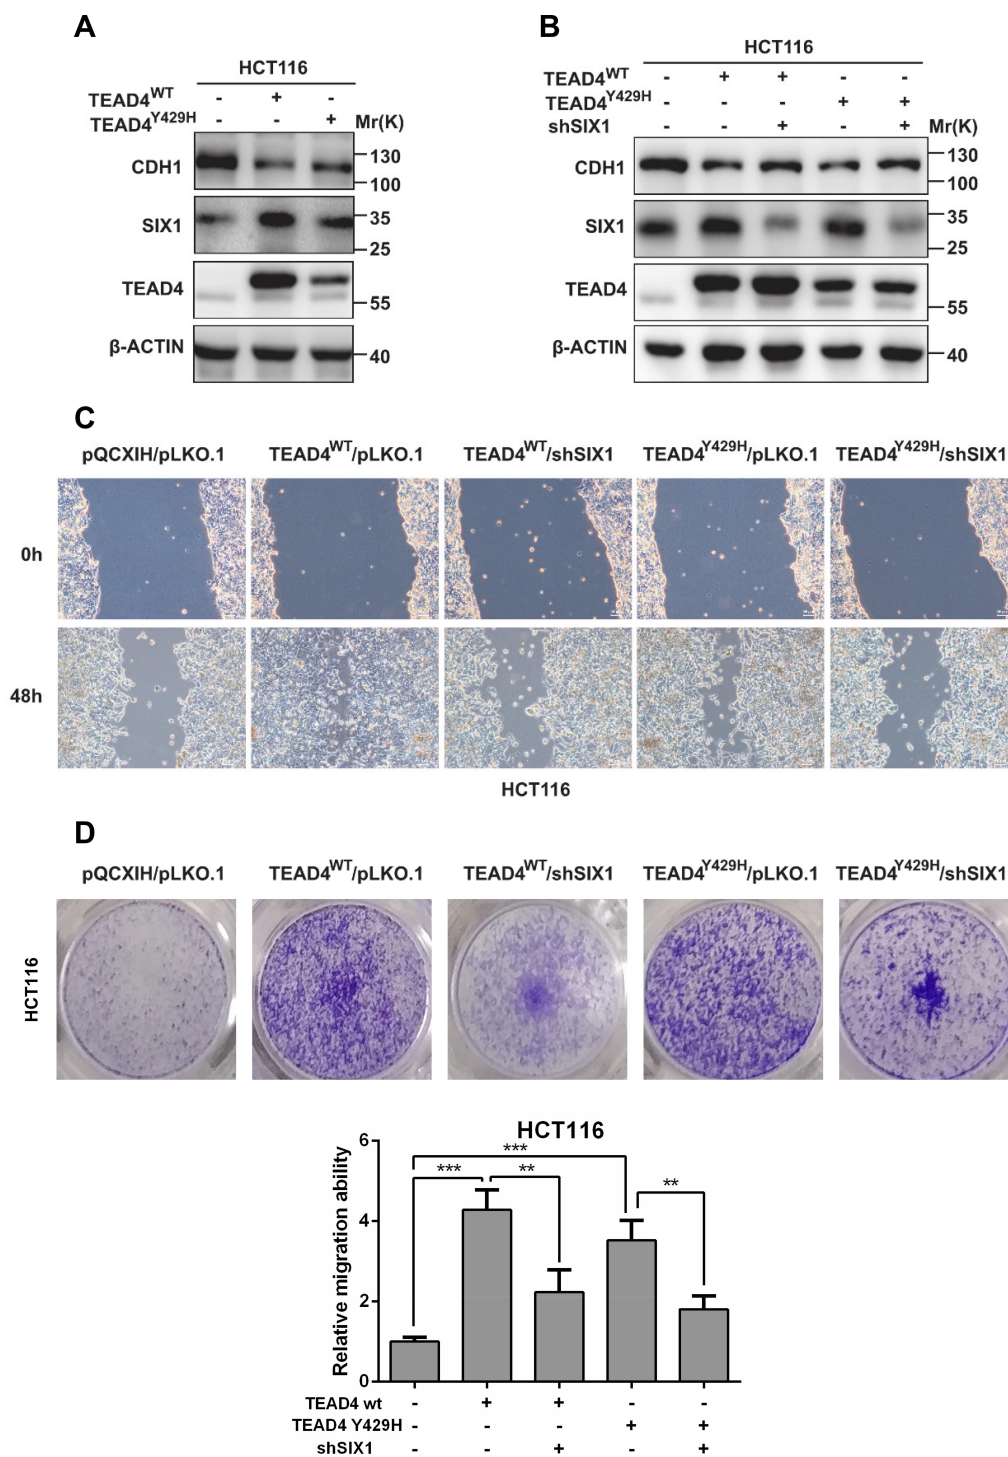 A
HCT116
TEAD4WT - + -
TEAD4Y429H - - + Mr(K)
CDH1 130
100
SIX1 35
25
TEAD4 55
β-ACTIN 40
B
HCT116
TEAD4WT - + + - -
TEAD4Y429H - - - + +
shSIX1 - - + - + Mr(K)
CDH1 130
100
SIX1 35
25
TEAD4 55
β-ACTIN 40
C
pQCXIH/pLKO.1 TEAD4WT/pLKO.1 TEAD4WT/shSIX1 TEAD4Y429H/pLKO.1 TEAD4Y429H/shSIX1
0h
48h
HCT116
D
pQCXIH/pLKO.1 TEAD4WT/pLKO.1 TEAD4WT/shSIX1 TEAD4Y429H/pLKO.1 TEAD4Y429H/shSIX1
HCT116
HCT116
Relative migration ability
6
4
2
0
***
*** **
**
TEAD4 wt - + + - -
TEAD4 Y429H - - - + +
shSIX1 - - + - +